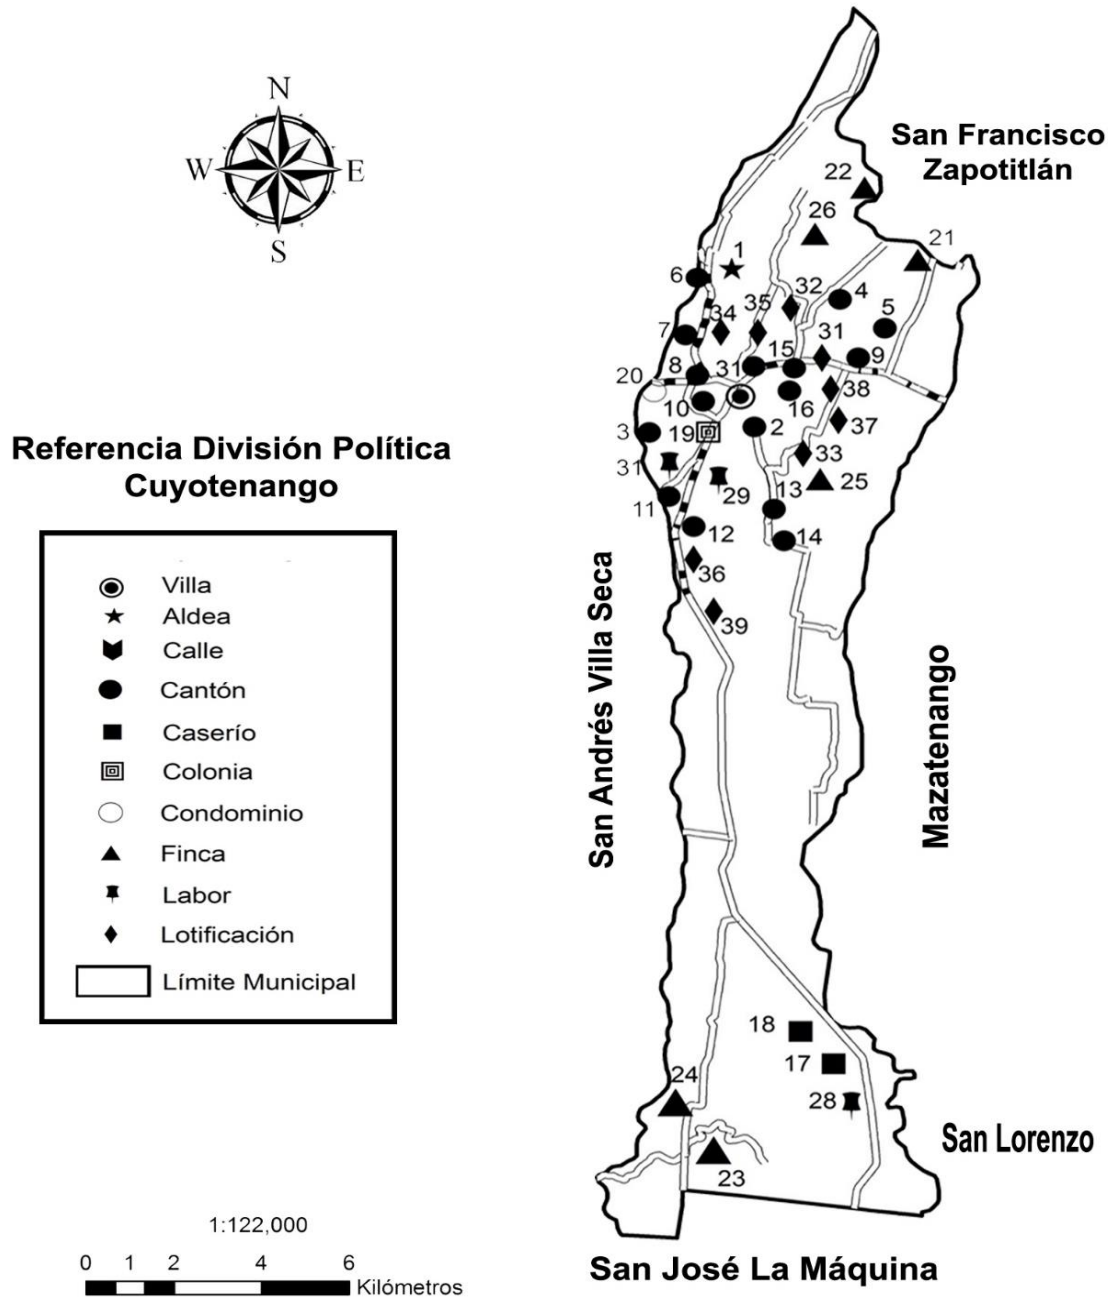 N
W E
S
San Francisco
Zapotitlán
22
26
21
1
6
32
4
35
5
34
7
31
15
9
8
31
20
38
10
16
37
3
19
2
33
31
29
13
25
11
12
14
36
39
Referencia División Política
Cuyotenango
Villa
Aldea
Calle
Cantón
Caserío
Colonia
Condominio
Finca
Labor
Lotificación
Límite Municipal
San Andrés Villa Seca
Mazatenango
18
17
24
28
San Lorenzo
23
1:122,000
0 1 2 4 6
Kilómetros
San José La Máquina